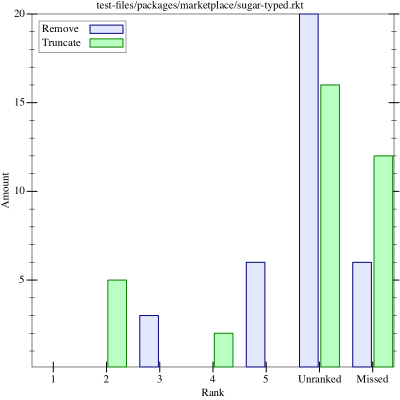 test-files/packages/marketplace/sugar-typed.rkt
Remove
Truncate
20
15
10
5
Amount
1 2 3 4 5 Unranked Missed
Rank